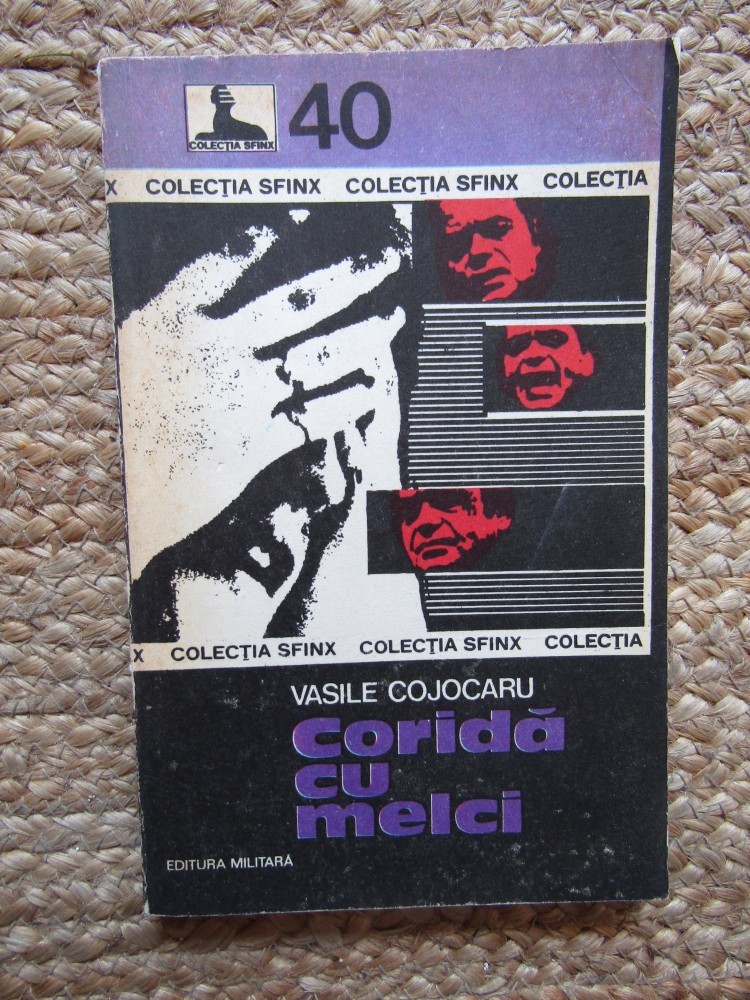 COLECȚIA SFINX
40
X COLECȚIA SFINX COLECȚIA SFINX COLECȚIA
X COLECȚIA SFINX COLECȚIA SFINX COLECȚIA
VASILE COJOCARU
Coridă
cu
melci
EDITURA MILITARĂ